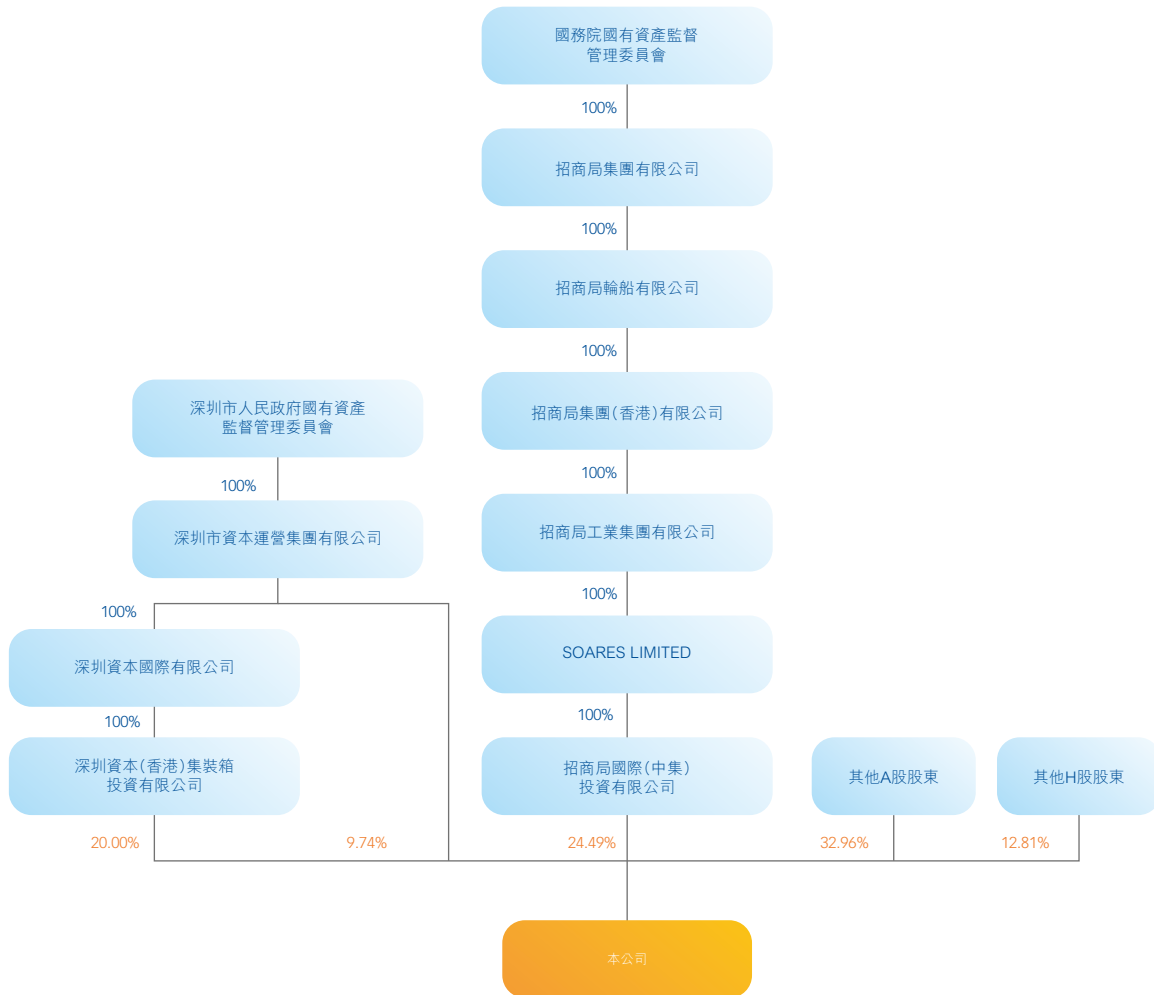 國務院國有資產監督
管理委員會
100%
招商局集團有限公司
100%
招商局輪船有限公司
100%
深圳市人民政府國有資產
監督管理委員會
招商局集團(香港)有限公司
100%
100%
深圳市資本運營集團有限公司
招商局工業集團有限公司
100%
100%
深圳資本國際有限公司
SOARES LIMITED
100%
100%
深圳資本(香港)集裝箱
投資有限公司
招商局國際(中集)
投資有限公司
其他A股股東
其他H股股東
20.00%
9.74%
24.49%
32.96%
12.81%
本公司